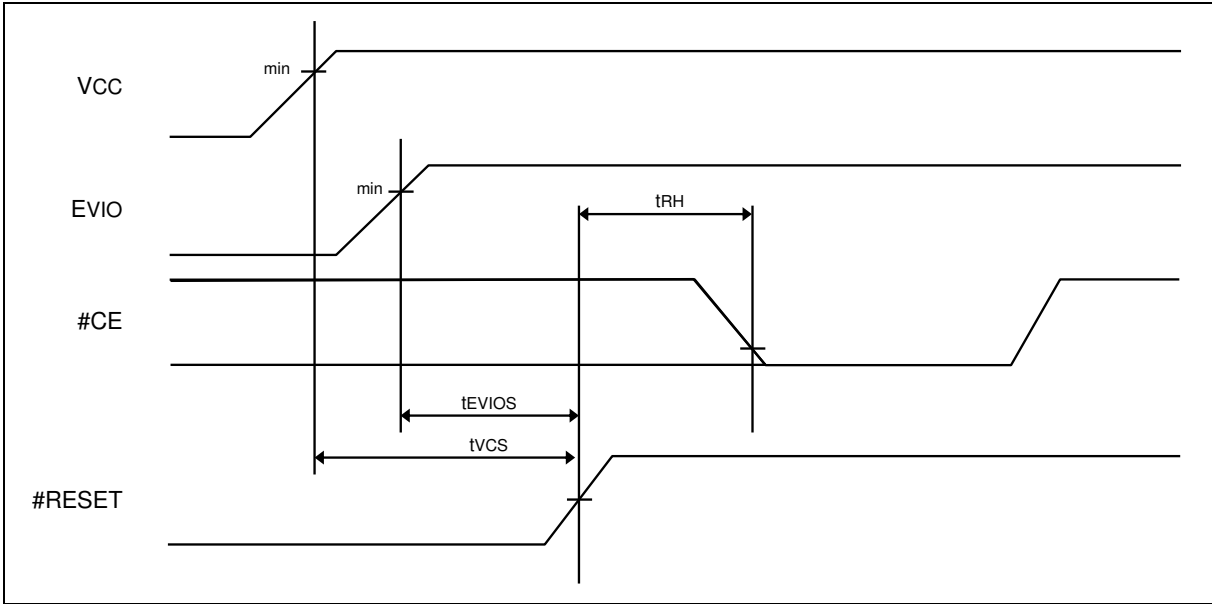 min
VCC
min
EVIO
tRH
#CE
tEVIOS
tVCS
#RESET